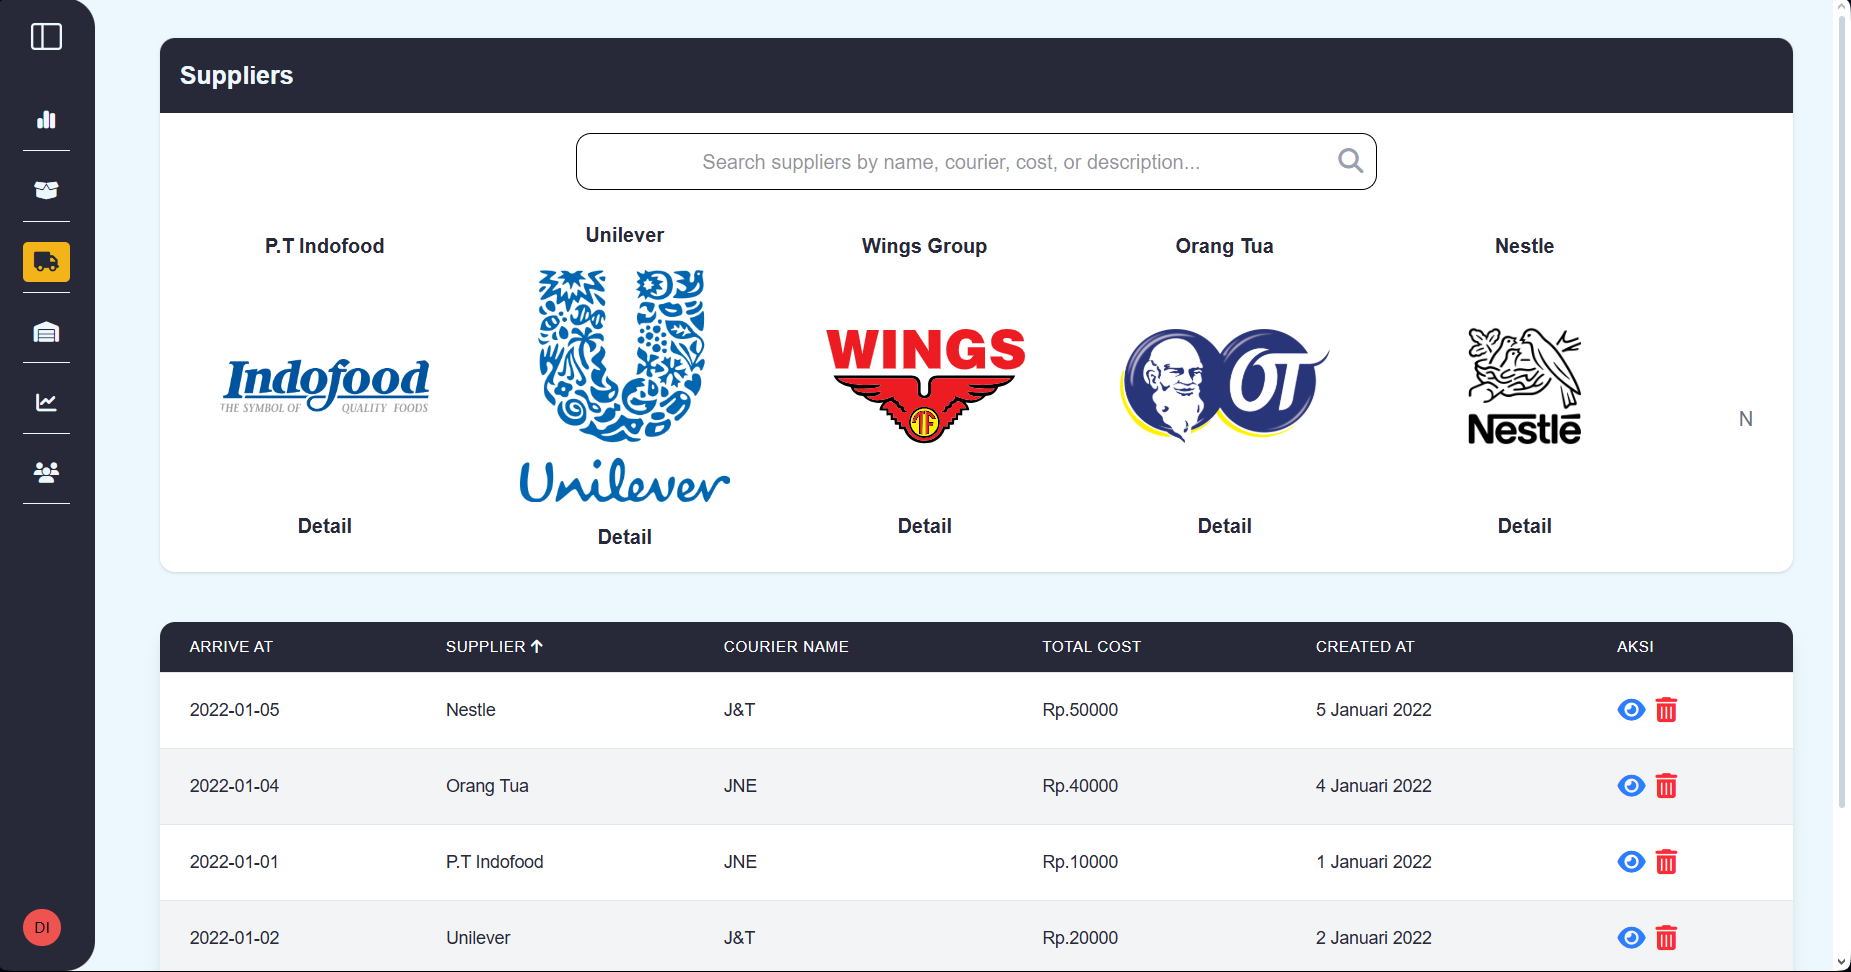 Suppliers
Search suppliers by name, courier, cost, or description...
P.T Indofood
Unilever
Wings Group
Orang Tua
Nestle
Indofood
THE SYMBOL OF QUALITY FOODS
Unilever
WINGS
TF
OT
Nestlé
N
Detail
Detail
Detail
Detail
Detail
ARRIVE AT SUPPLIER COURIER NAME TOTAL COST CREATED AT AKSI
2022-01-05 Nestle J&T Rp.50000 5 Januari 2022
2022-01-04 Orang Tua JNE Rp.40000 4 Januari 2022
2022-01-01 P.T Indofood JNE Rp.10000 1 Januari 2022
2022-01-02 Unilever J&T Rp.20000 2 Januari 2022
DI